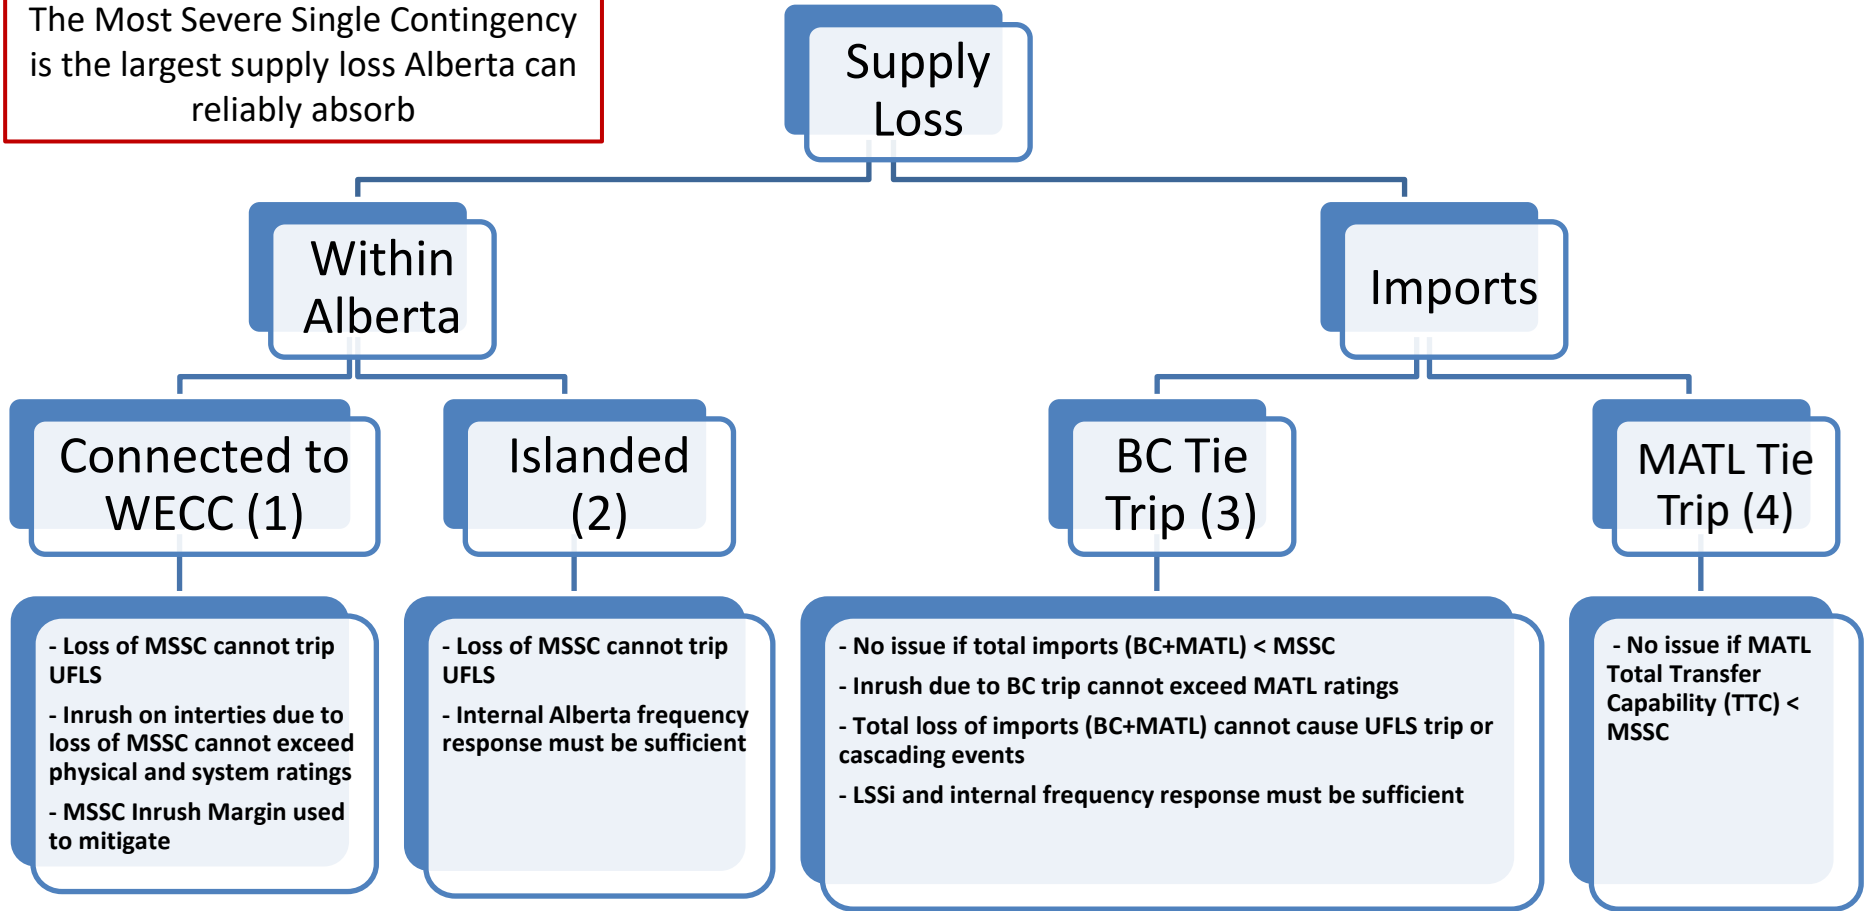 The Most Severe Single Contingency
is the largest supply loss Alberta can
reliably absorb
Supply
Loss
Within
Alberta
Imports
Connected to
WECC (1)
Islanded
(2)
BC Tie
Trip (3)
MATL Tie
Trip (4)
- Loss of MSSC cannot trip
UFLS
- Inrush on interties due to
loss of MSSC cannot exceed
physical and system ratings
- MSSC Inrush Margin used
to mitigate
- Loss of MSSC cannot trip
UFLS
- Internal Alberta frequency
response must be sufficient
- No issue if total imports (BC+MATL) < MSSC
- Inrush due to BC trip cannot exceed MATL ratings
- Total loss of imports (BC+MATL) cannot cause UFLS trip or
cascading events
- LSSi and internal frequency response must be sufficient
- No issue if MATL
Total Transfer
Capability (TTC) <
MSSC